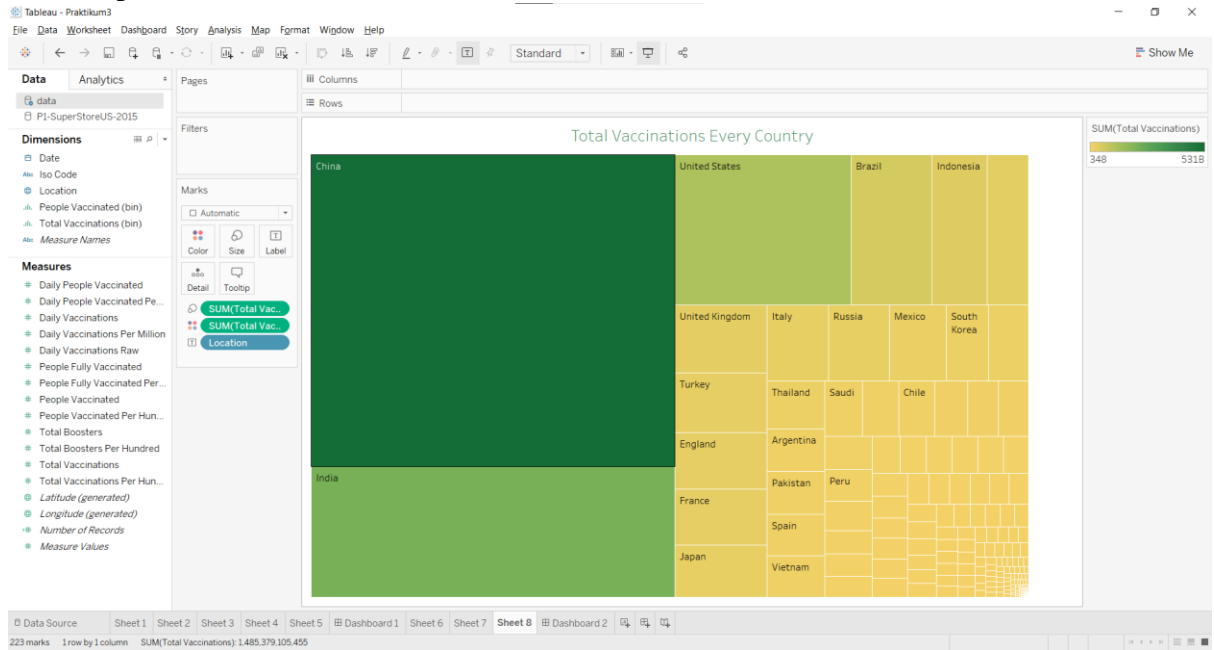 Tableau - Praktikum3
File Data Worksheet Dashboard Story Analysis Map Format Window Help
Standard
Show Me
Data Analytics
data
P1-SuperStoreUS-2015
Dimensions
Date
Abc Iso Code
Location
People Vaccinated (bin)
Total Vaccinations (bin)
Abc Measure Names
Measures
# Daily People Vaccinated
# Daily People Vaccinated Pe...
# Daily Vaccinations
# Daily Vaccinations Per Million
# Daily Vaccinations Raw
# People Fully Vaccinated
# People Fully Vaccinated Per...
# People Vaccinated
# People Vaccinated Per Hun...
# Total Boosters
# Total Boosters Per Hundred
# Total Vaccinations
# Total Vaccinations Per Hun...
Latitude (generated)
Longitude (generated)
Number of Records
# Measure Values
Pages
Filters
Marks
Automatic
Color Size Label
Detail Tooltip
SUM(Total Vac..
SUM(Total Vac..
Location
Columns
Rows
Total Vaccinations Every Country
China
India
United States
Brazil
Indonesia
United Kingdom
Italy
Russia
Mexico
South
Korea
Turkey
Thailand
Saudi
Chile
England
Argentina
Pakistan
Peru
France
Spain
Japan
Vietnam
SUM(Total Vaccinations)
348 531B
Data Source Sheet 1 Sheet 2 Sheet 3 Sheet 4 Sheet 5 Dashboard 1 Sheet 6 Sheet 7 Sheet 8 Dashboard 2
223 marks 1 row by 1 column SUM(Total Vaccinations): 1.485.379.105.455